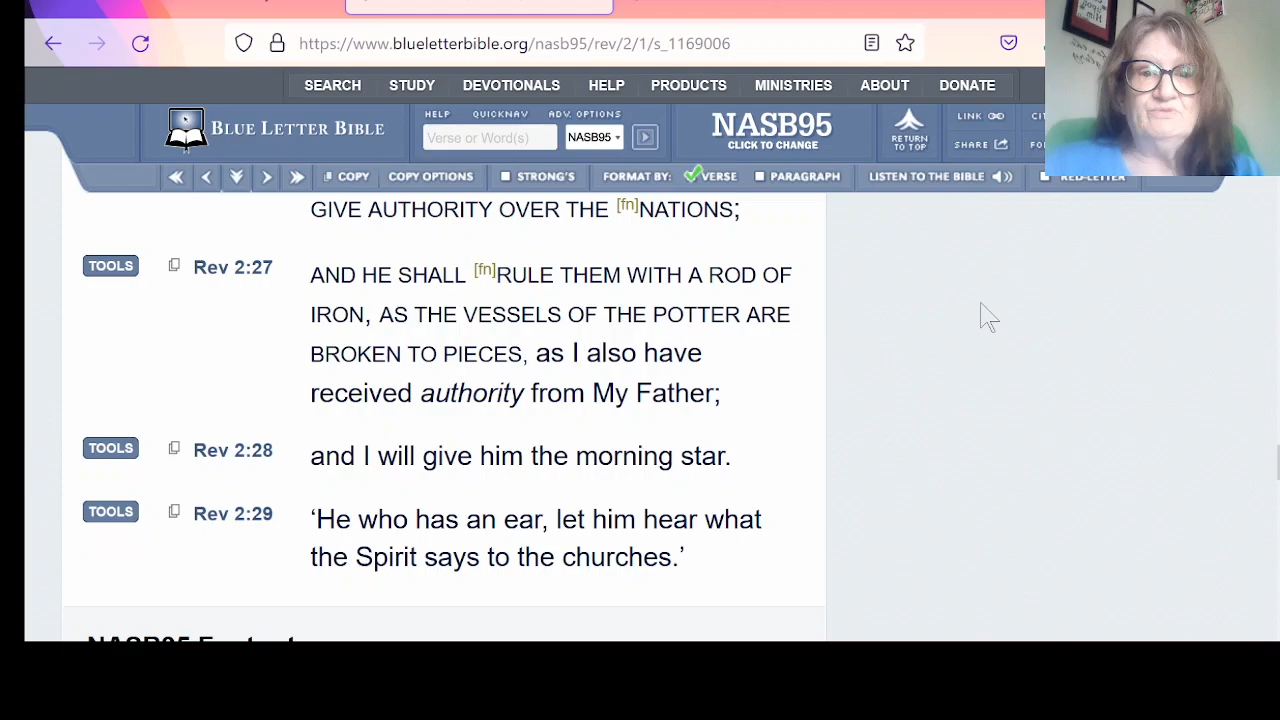 https://www.blueletterbible.org/nasb95/rev/2/1/s_1169006
SEARCH STUDY DEVOTIONALS HELP PRODUCTS MINISTRIES ABOUT DONATE
HELP QUICKNAV ADV. OPTIONS
BLUE LETTER BIBLE
Verse or Word(s) NASB95
NASB95
CLICK TO CHANGE
RETURN
TO TOP
LINK
SHARE
COPY COPY OPTIONS STRONG'S FORMAT BY: VERSE PARAGRAPH LISTEN TO THE BIBLE RED-LETTER
GIVE AUTHORITY OVER THE [fn]NATIONS;
TOOLS Rev 2:27 AND HE SHALL [fn]RULE THEM WITH A ROD OF
IRON, AS THE VESSELS OF THE POTTER ARE
BROKEN TO PIECES, as I also have
received authority from My Father;
TOOLS Rev 2:28 and I will give him the morning star.
TOOLS Rev 2:29 ‘He who has an ear, let him hear what
the Spirit says to the churches.’